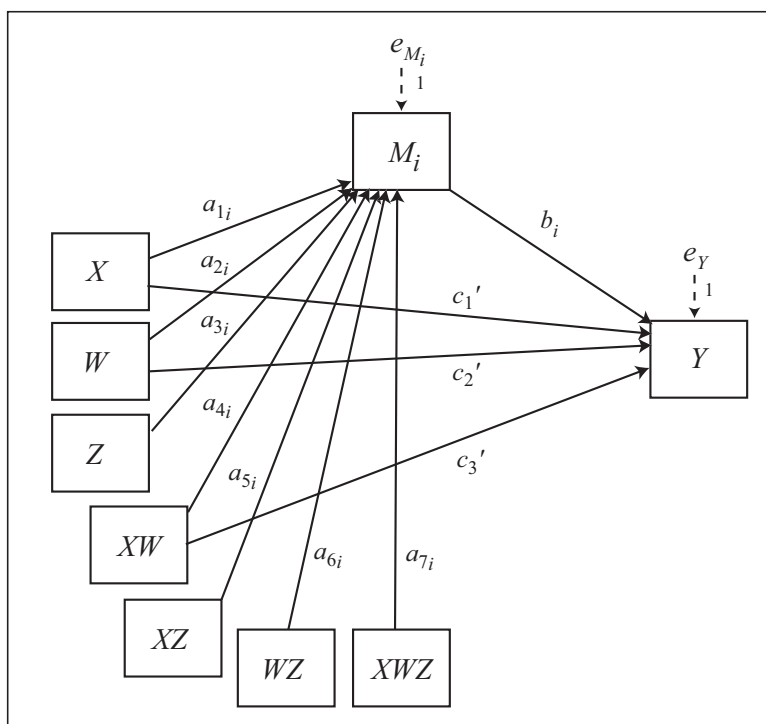 e_{M_i}
1
M_i
a_{1i}
X
a_{2i}
b_i
e_Y
1
c_1′
W
a_{3i}
Y
c_2′
Z
a_{4i}
c_3′
a_{5i}
XW
a_{6i}
a_{7i}
XZ
WZ
XWZ